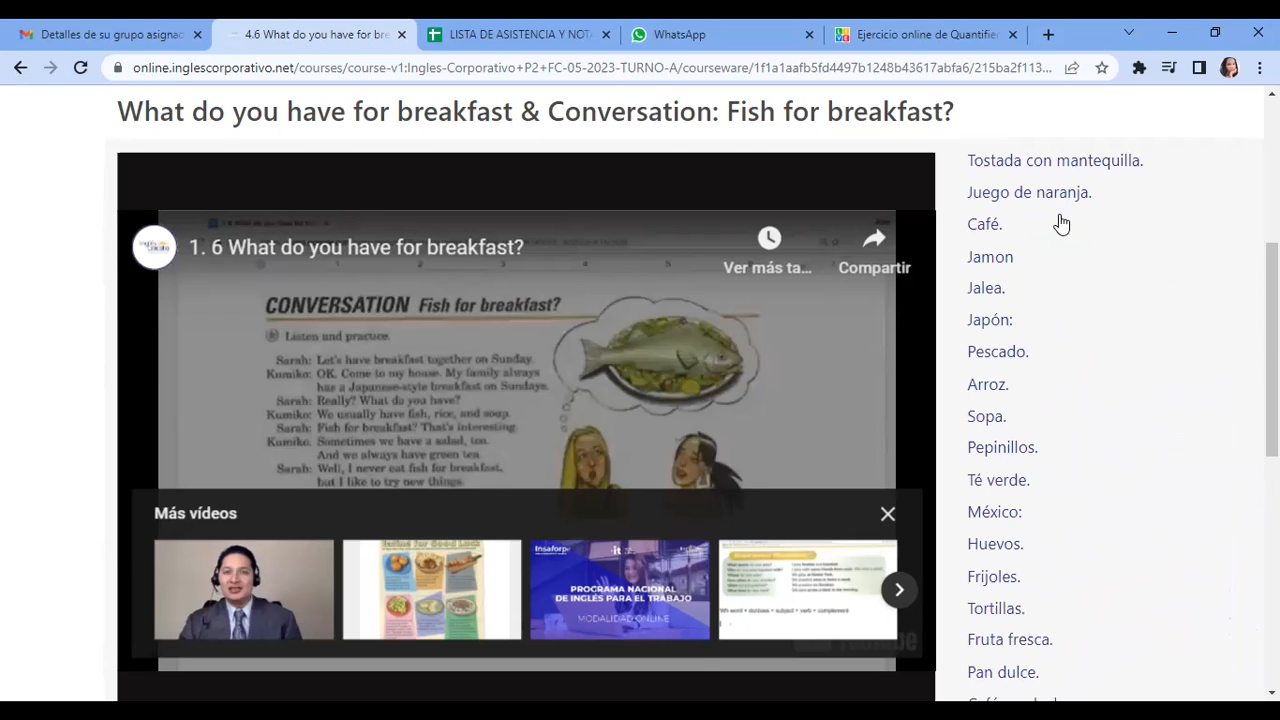 Detalles de su grupo asignad
4.6 What do you have for bre
LISTA DE ASISTENCIA Y NOT
WhatsApp
Ejercicio online de Quantifie
online.inglescorporativo.net/courses/course-v1:Ingles-Corporativo+P2+FC-05-2023-TURNO-A/courseware/1f1a1aafb5fd4497b1248b43617abfa6/215ba2f113...
What do you have for breakfast & Conversation: Fish for breakfast?
1. 6 What do you have for breakfast?
Ver más ta...
Compartir
CONVERSATION Fish for breakfast?
Listen and practice.
Sarah: Let's have breakfast together on Sunday.
Kumiko: OK. Come to my house. My family always
has a Japanese-style breakfast on Sundays.
Sarah: Really? What do you have?
Kumiko: We usually have fish, rice, and soup.
Sarah: Fish for breakfast? That's interesting.
Kumiko: Sometimes we have a salad, too.
And we always have green tea.
Sarah: Well, I never eat fish for breakfast,
but I like to try new things.
Más vídeos
Insaforp
PROGRAMA NACIONAL
DE INGLÉS PARA EL TRABAJO
MODALIDAD ONLINE
Tostada con mantequilla.
Juego de naranja.
Café.
Jamon
Jalea.
Japón:
Pescado.
Arroz.
Sopa.
Pepinillos.
Té verde.
México:
Huevos.
Frijoles.
Tortillas.
Fruta fresca.
Pan dulce.